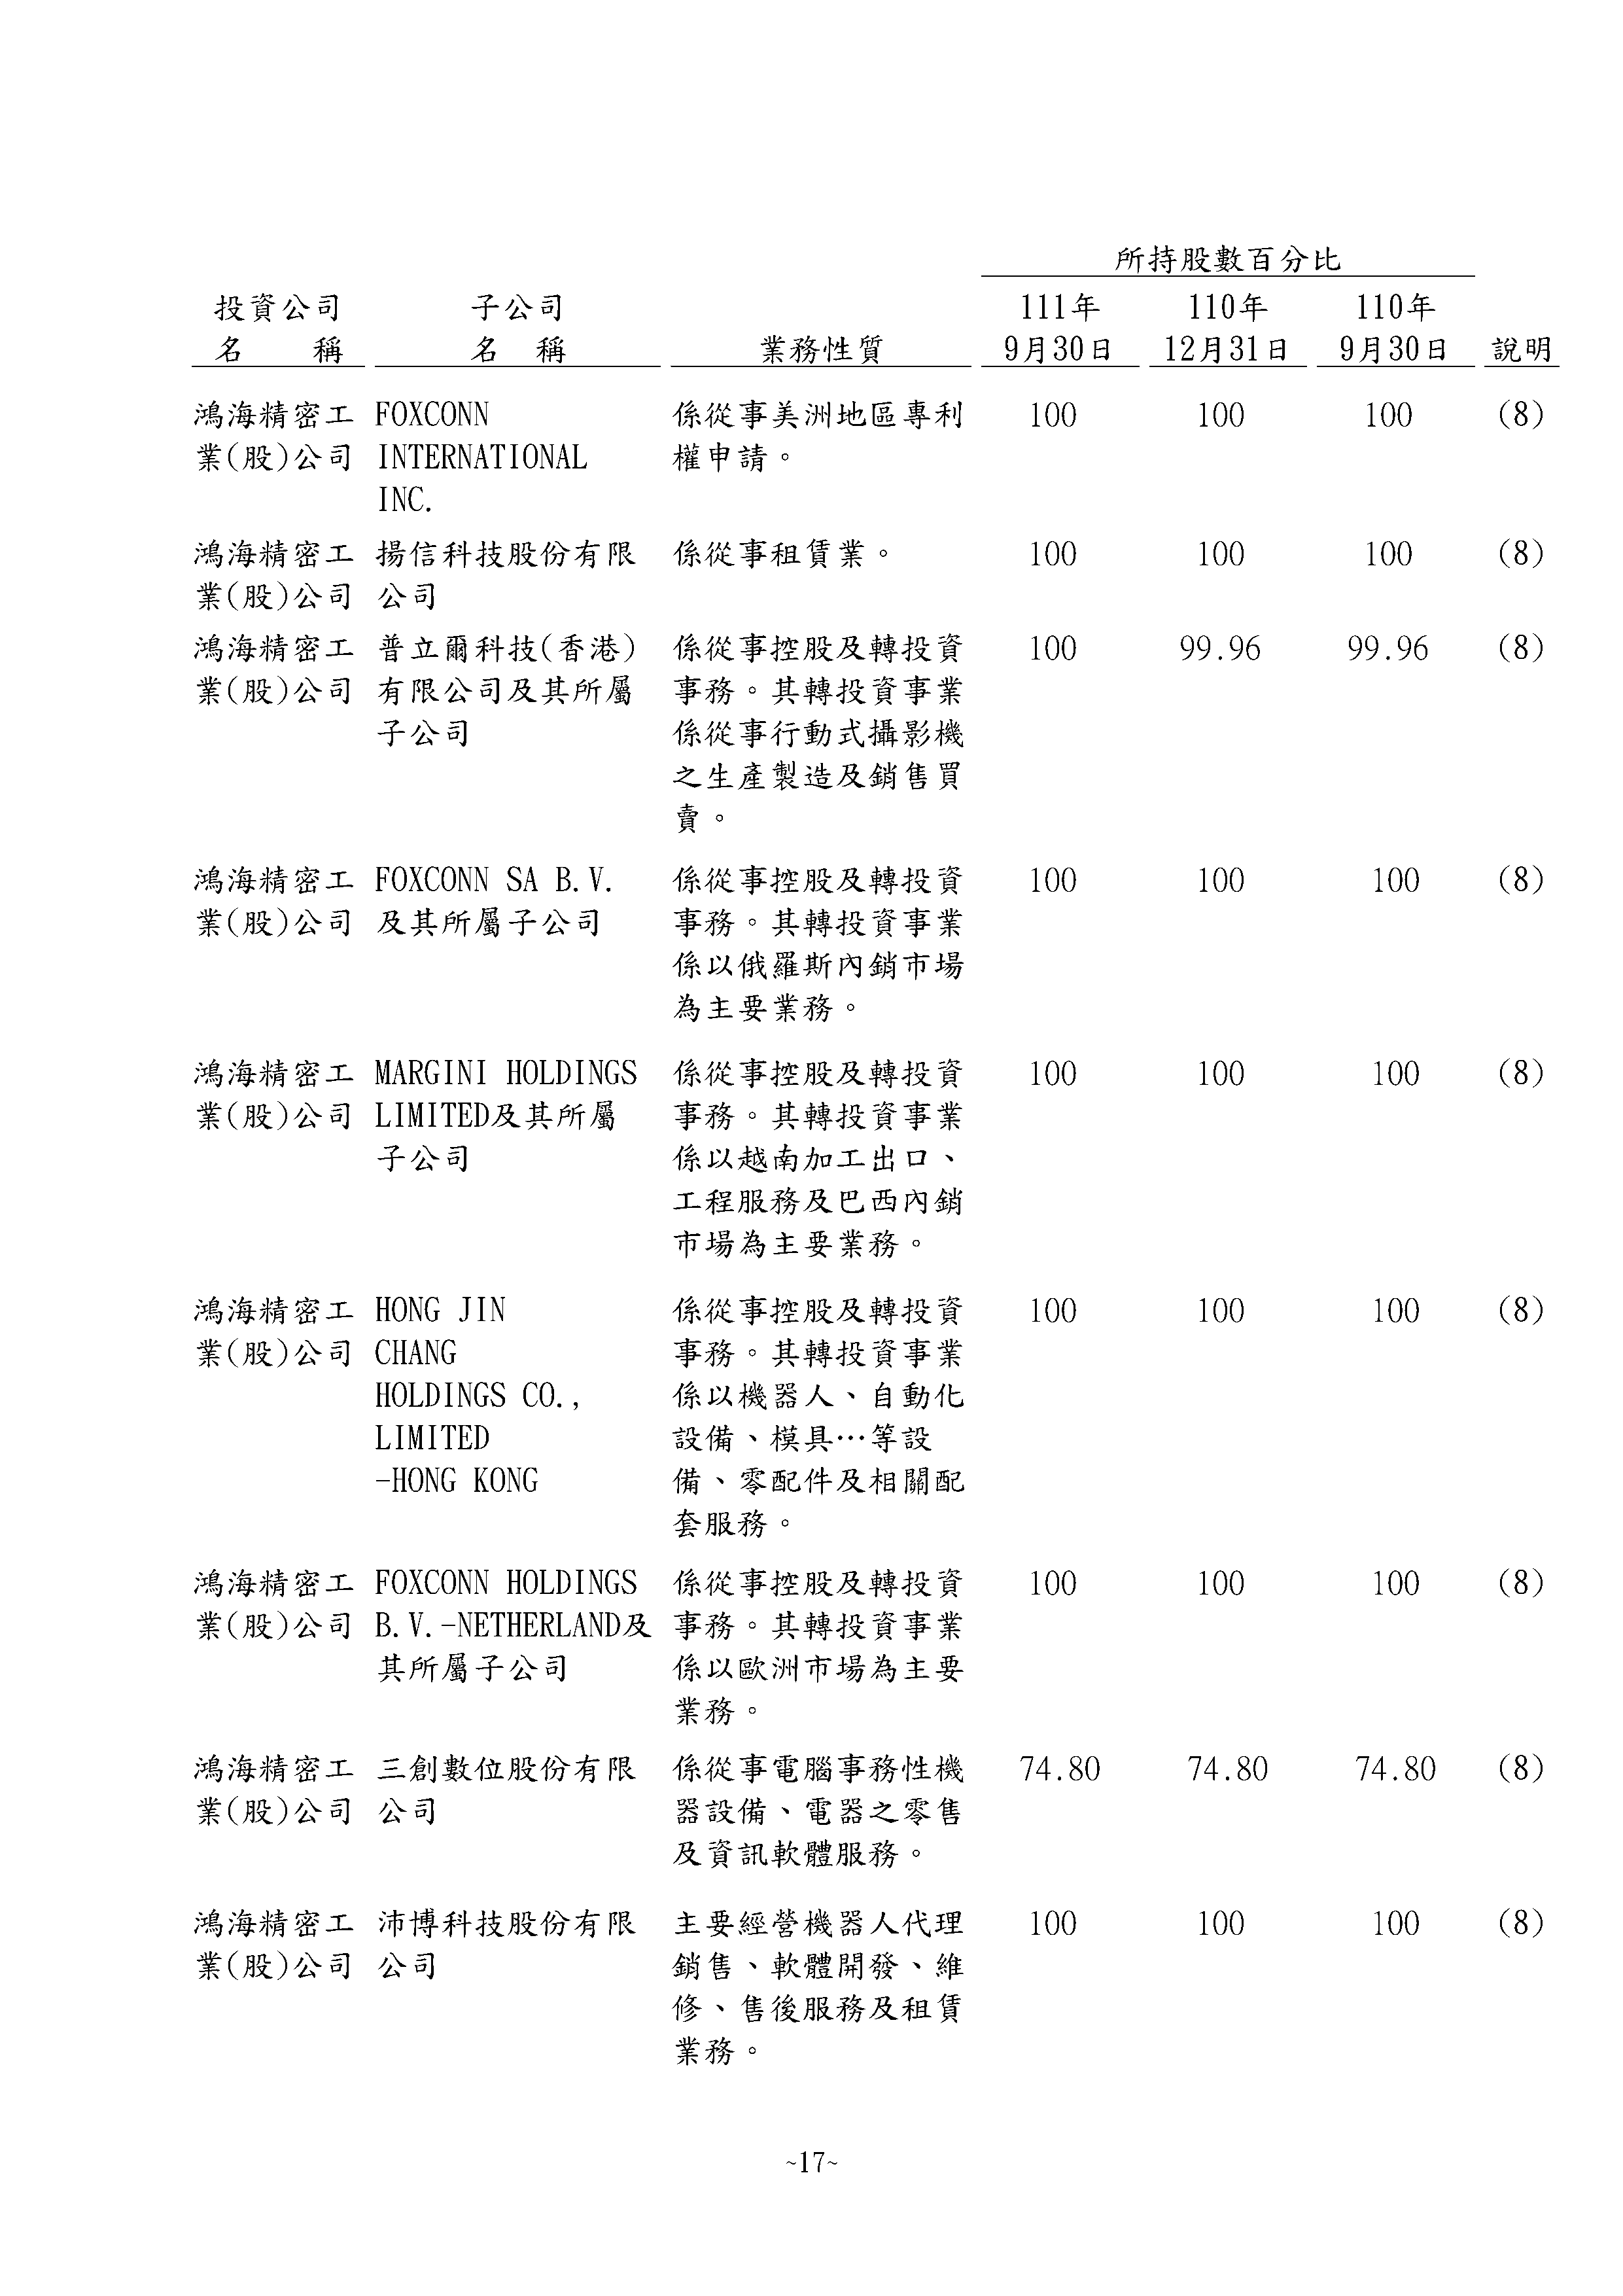 所持股數百分比
投資公司 子公司 111年 110年 110年
名 稱 名 稱 業務性質 9月30日 12月31日 9月30日 說明
鴻海精密工 FOXCONN 係從事美洲地區專利 100 100 100 (8)
業(股)公司 INTERNATIONAL 權申請。
INC.
鴻海精密工 揚信科技股份有限 係從事租賃業。 100 100 100 (8)
業(股)公司 公司
鴻海精密工 普立爾科技(香港) 係從事控股及轉投資 100 99.96 99.96 (8)
業(股)公司 有限公司及其所屬 事務。其轉投資事業
子公司 係從事行動式攝影機
之生產製造及銷售買
賣。
鴻海精密工 FOXCONN SA B.V. 係從事控股及轉投資 100 100 100 (8)
業(股)公司 及其所屬子公司 事務。其轉投資事業
係以俄羅斯內銷市場
為主要業務。
鴻海精密工 MARGINI HOLDINGS 係從事控股及轉投資 100 100 100 (8)
業(股)公司 LIMITED及其所屬 事務。其轉投資事業
子公司 係以越南加工出口、
工程服務及巴西內銷
市場為主要業務。
鴻海精密工 HONG JIN 係從事控股及轉投資 100 100 100 (8)
業(股)公司 CHANG 事務。其轉投資事業
HOLDINGS CO., 係以機器人、自動化
LIMITED 設備、模具…等設
-HONG KONG 備、零配件及相關配
套服務。
鴻海精密工 FOXCONN HOLDINGS 係從事控股及轉投資 100 100 100 (8)
業(股)公司 B.V.-NETHERLAND及 事務。其轉投資事業
其所屬子公司 係以歐洲市場為主要
業務。
鴻海精密工 三創數位股份有限 係從事電腦事務性機 74.80 74.80 74.80 (8)
業(股)公司 公司 器設備、電器之零售
及資訊軟體服務。
鴻海精密工 沛博科技股份有限 主要經營機器人代理 100 100 100 (8)
業(股)公司 公司 銷售、軟體開發、維
修、售後服務及租賃
業務。
~17~